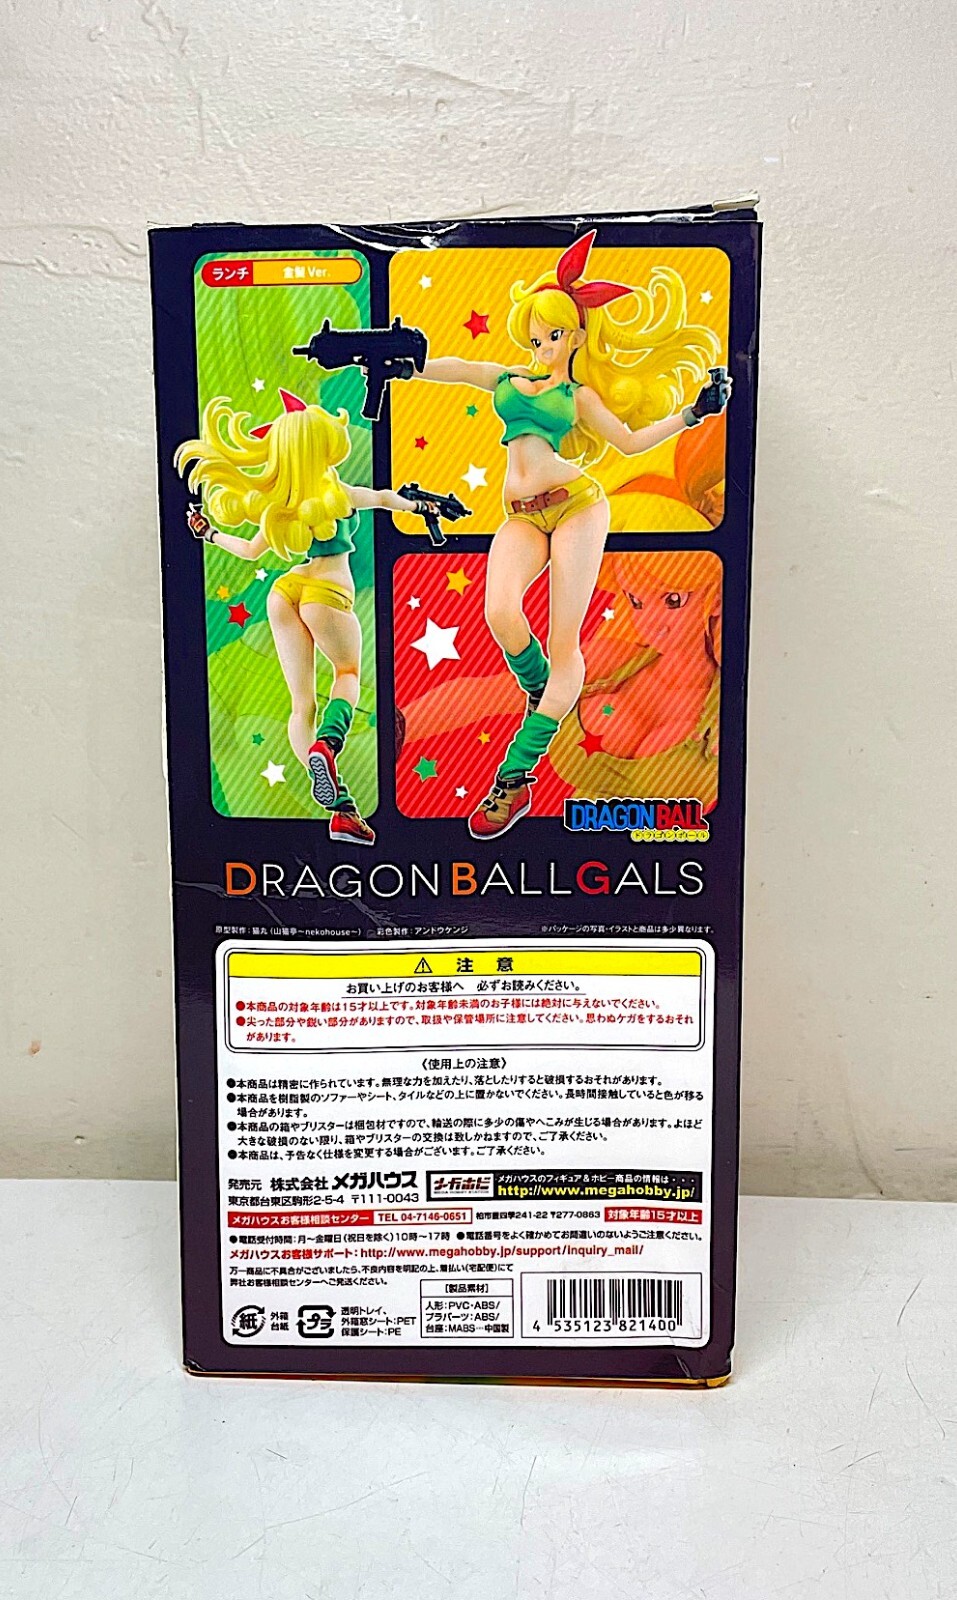 ランチ 金髪 Ver.
DRAGON BALL
ドラゴンボール
DRAGON BALL GALS
原型製作:猫丸(山猫亭~nekohouse~) 彩色製作:アンドウケンジ ※パッケージの写真・イラストと商品は多少異なります。
⚠ 注 意
お買い上げのお客様へ 必ずお読みください。
●本商品の対象年齢は15才以上です。対象年齢未満のお子様には絶対に与えないでください。
●尖った部分や鋭い部分がありますので、取扱や保管場所に注意してください。思わぬケガをするおそれ
があります。
〈使用上の注意〉
●本商品は精密に作られています。無理な力を加えたり、落としたりすると破損するおそれがあります。
●本商品を樹脂製のソファーやシート、タイルなどの上に置かないでください。長時間接触していると色が移る
場合があります。
●本商品の箱やブリスターは梱包材ですので、輸送の際に多少の傷やへこみが生じる場合があります。よほど
大きな破損のない限り、箱やブリスターの交換は致しかねますので、ご了承ください。
●本商品は、予告なく仕様を変更する場合がございます。ご了承ください。
発売元 株式会社メガハウス
東京都台東区駒形2-5-4 〒111-0043
メガホビ MEGA HOBBY STATION
メガハウスのフィギュア&ホビー商品の情報は・・・
http://www.megahobby.jp/
メガハウスお客様相談センター TEL 04-7146-0651 柏市豊四季241-22 〒277-0863 対象年齢15才以上
●電話受付時間:月~金曜日(祝日を除く)10時~17時 ●電話番号をよく確かめてお間違いのないようご注意ください。
メガハウスお客様サポート:http://www.megahobby.jp/support/inquiry_mail/
万一商品に不具合がございましたら、不良内容を明記の上、着払い(宅配便)にて
弊社お客様相談センターへご発送ください。
紙 外箱
台紙
プラ 透明トレイ、
外箱窓シート:PET
保護シート:PE
[製品素材]
人形:PVC・ABS/
プラパーツ:ABS/
台座:MABS…中国製
4 535123 821400